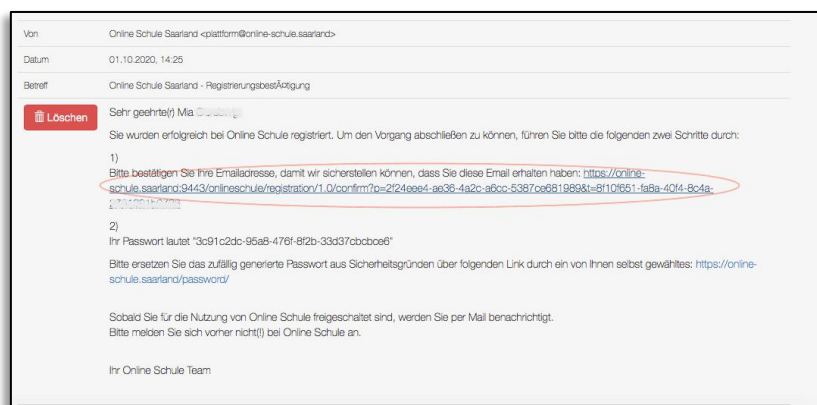 Von Online Schule Saarland <plattform@online-schule.saarland>
Datum 01.10.2020, 14:25
Betreff Online Schule Saarland - RegistrierungsbestÃ¤tigung
Löschen
Sehr geehrte(r) Mia
Sie wurden erfolgreich bei Online Schule registriert. Um den Vorgang abschließen zu können, führen Sie bitte die folgenden zwei Schritte durch:
1)
Bitte bestätigen Sie Ihre Emailadresse, damit wir sicherstellen können, dass Sie diese Email erhalten haben: https://online-
schule.saarland:9443/onlineschule/registration/1.0/confirm?p=2f24eee4-ae36-4a2c-a6cc-5387ce681989&t=8f10f651-fa8a-40f4-8c4a-
2)
Ihr Passwort lautet "3c91c2dc-95a8-476f-8f2b-33d37cbcbce6"
Bitte ersetzen Sie das zufällig generierte Passwort aus Sicherheitsgründen über folgenden Link durch ein von Ihnen selbst gewähltes: https://online-
schule.saarland/password/
Sobald Sie für die Nutzung von Online Schule freigeschaltet sind, werden Sie per Mail benachrichtigt.
Bitte melden Sie sich vorher nicht(!) bei Online Schule an.
Ihr Online Schule Team